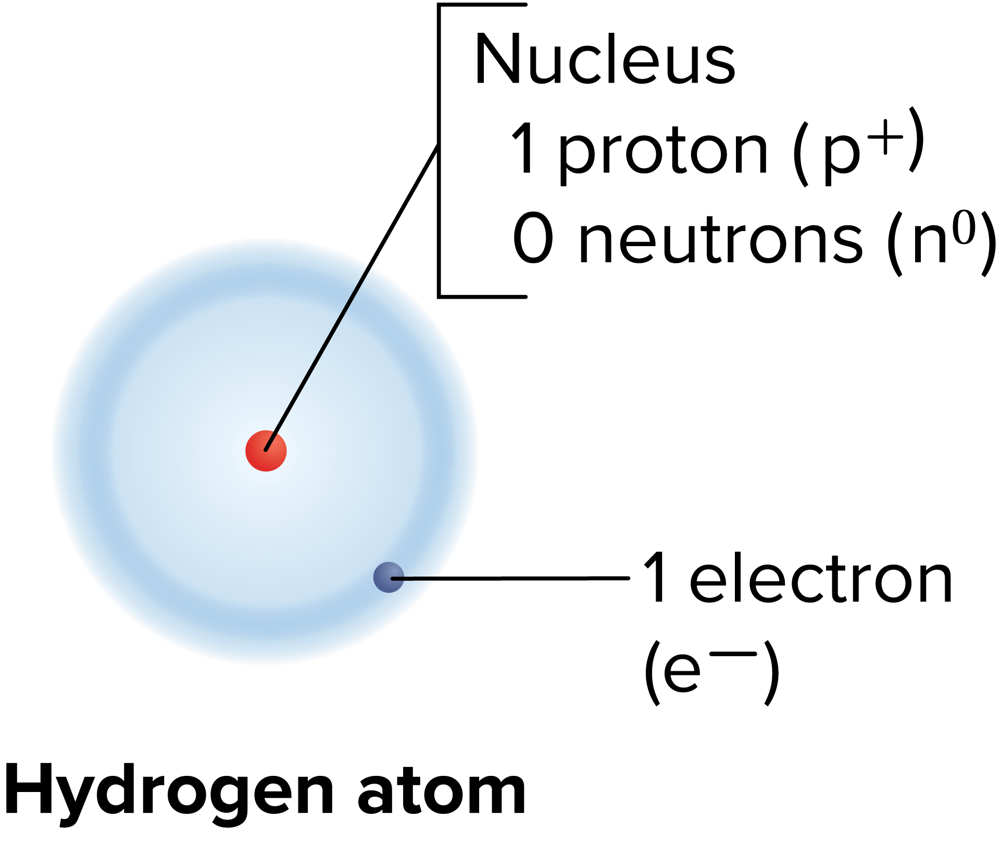 Nucleus
1 proton (p⁺)
0 neutrons (n⁰)
1 electron
(e⁻)
Hydrogen atom